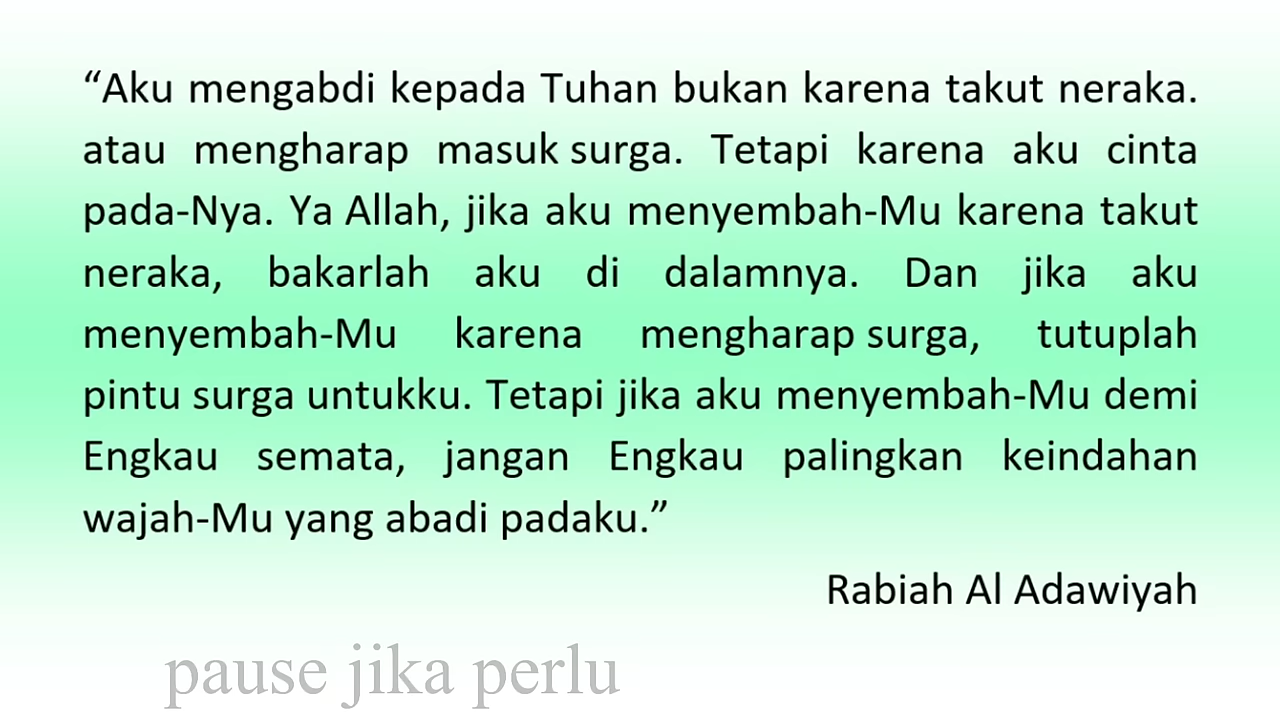 “Aku mengabdi kepada Tuhan bukan karena takut neraka.
atau mengharap masuk surga. Tetapi karena aku cinta
pada-Nya. Ya Allah, jika aku menyembah-Mu karena takut
neraka, bakarlah aku di dalamnya. Dan jika aku
menyembah-Mu karena mengharap surga, tutuplah
pintu surga untukku. Tetapi jika aku menyembah-Mu demi
Engkau semata, jangan Engkau palingkan keindahan
wajah-Mu yang abadi padaku.”
Rabiah Al Adawiyah
pause jika perlu